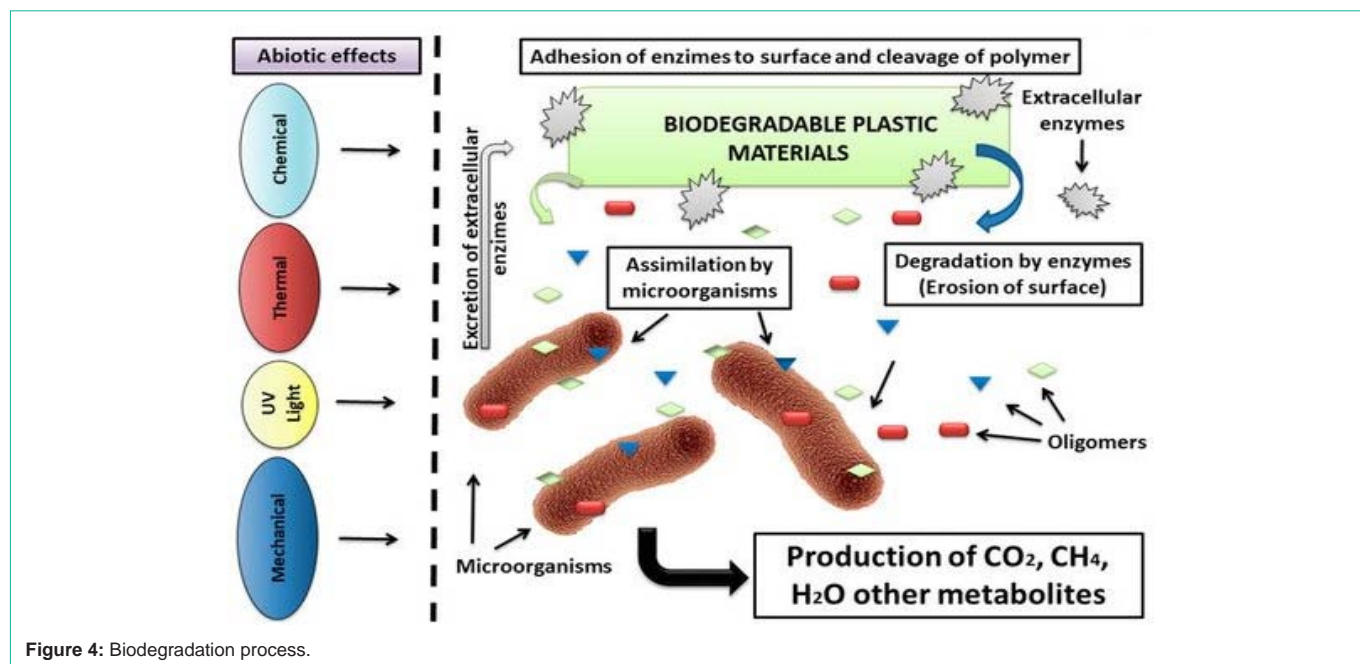 Abiotic effects
Chemical
Thermal
UV
Light
Mechanical
Adhesion of enzimes to surface and cleavage of polymer
BIODEGRADABLE PLASTIC
MATERIALS
Extracellular
enzymes
Excretion of extracellular
enzimes
Assimilation by
microorganisms
Degradation by enzymes
(Erosion of surface)
Oligomers
Microorganisms
Production of CO₂, CH₄,
H₂O other metabolites
Figure 4: Biodegradation process.